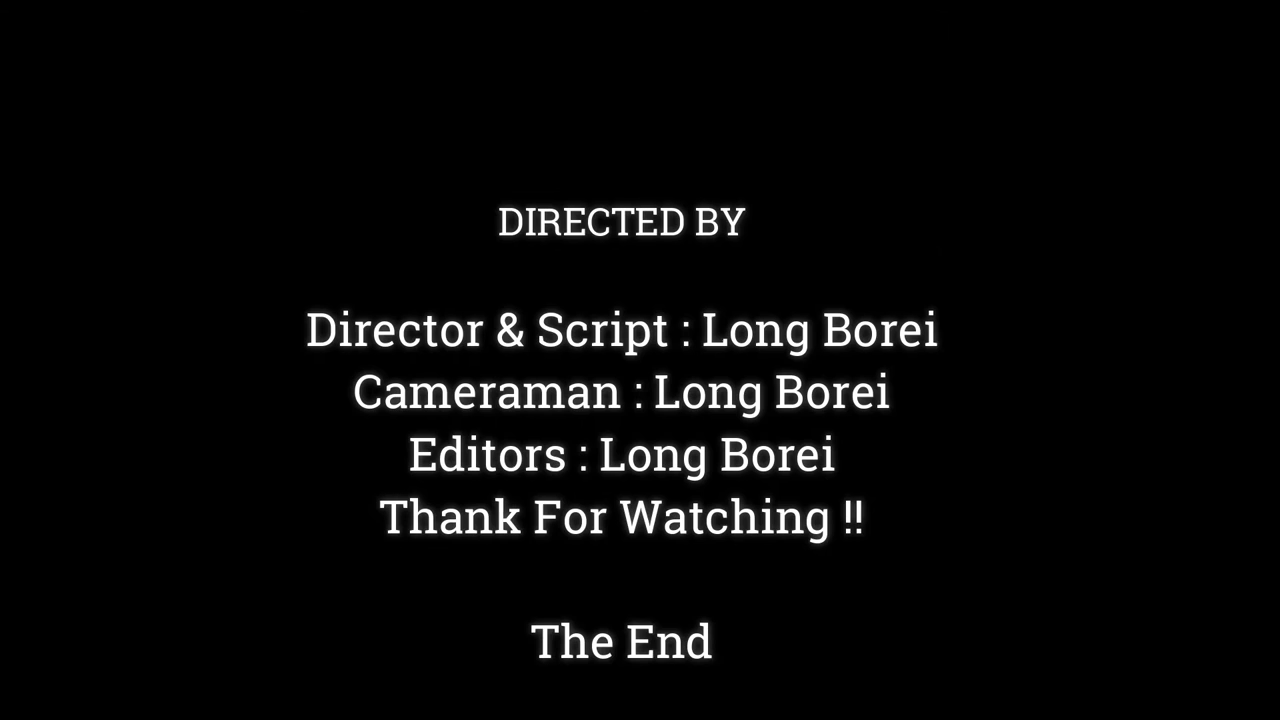 DIRECTED BY
Director & Script : Long Borei
Cameraman : Long Borei
Editors : Long Borei
Thank For Watching !!
The End